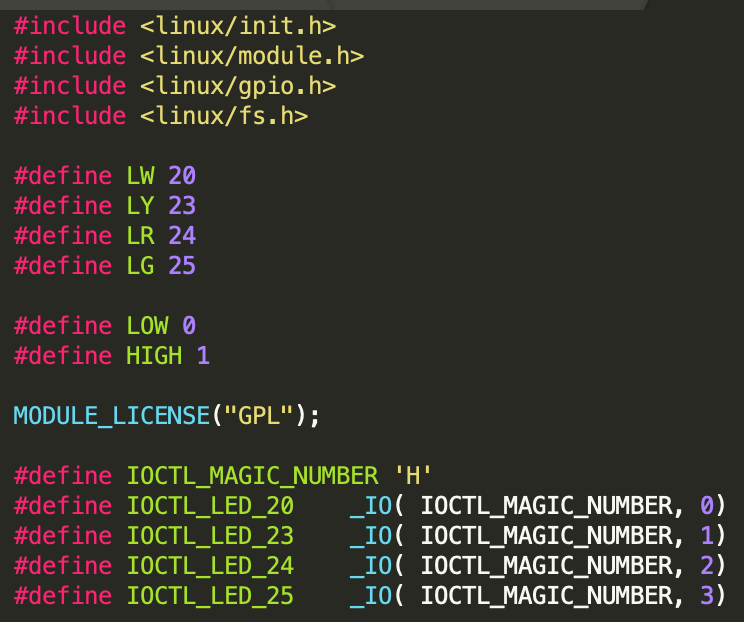 #include <linux/init.h>
#include <linux/module.h>
#include <linux/gpio.h>
#include <linux/fs.h>
#define LW 20
#define LY 23
#define LR 24
#define LG 25
#define LOW 0
#define HIGH 1
MODULE_LICENSE("GPL");
#define IOCTL_MAGIC_NUMBER 'H'
#define IOCTL_LED_20    _IO( IOCTL_MAGIC_NUMBER, 0)
#define IOCTL_LED_23    _IO( IOCTL_MAGIC_NUMBER, 1)
#define IOCTL_LED_24    _IO( IOCTL_MAGIC_NUMBER, 2)
#define IOCTL_LED_25    _IO( IOCTL_MAGIC_NUMBER, 3)